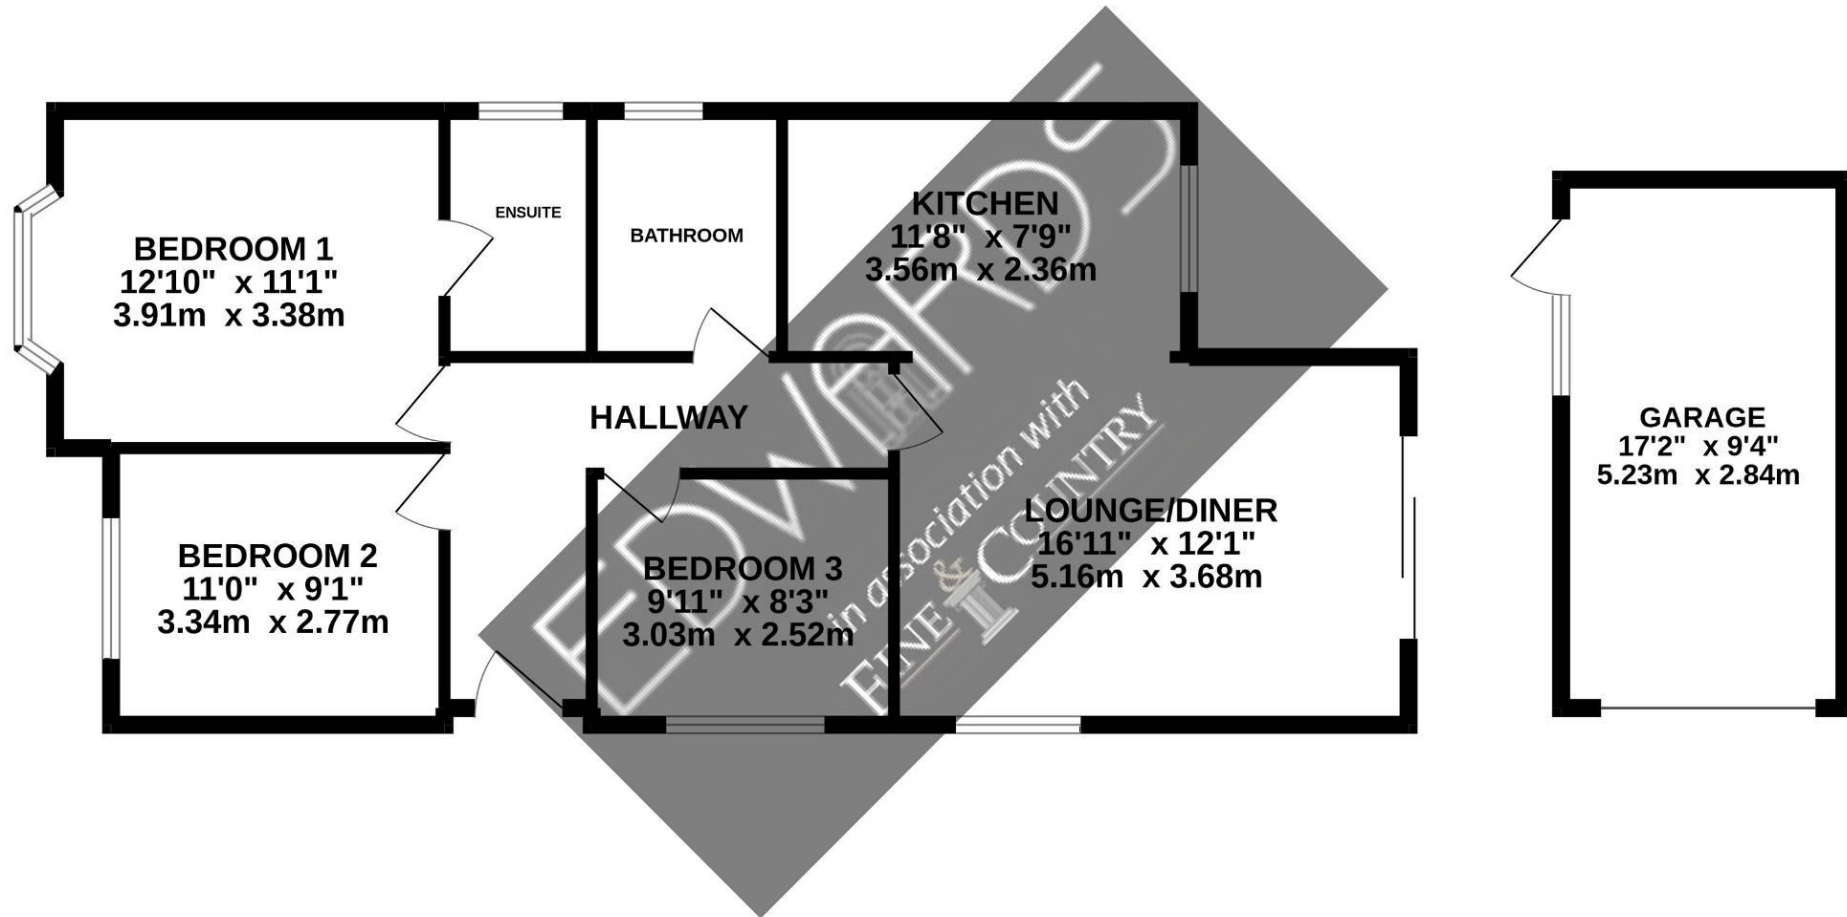 BEDROOM 1
12'10" x 11'1"
3.91m x 3.38m
ENSUITE
BATHROOM
KITCHEN
11'8" x 7'9"
3.56m x 2.36m
HALLWAY
BEDROOM 2
11'0" x 9'1"
3.34m x 2.77m
BEDROOM 3
9'11" x 8'3"
3.03m x 2.52m
LOUNGE/DINER
16'11" x 12'1"
5.16m x 3.68m
GARAGE
17'2" x 9'4"
5.23m x 2.84m
EDWARDS
in association with
FINE & COUNTRY